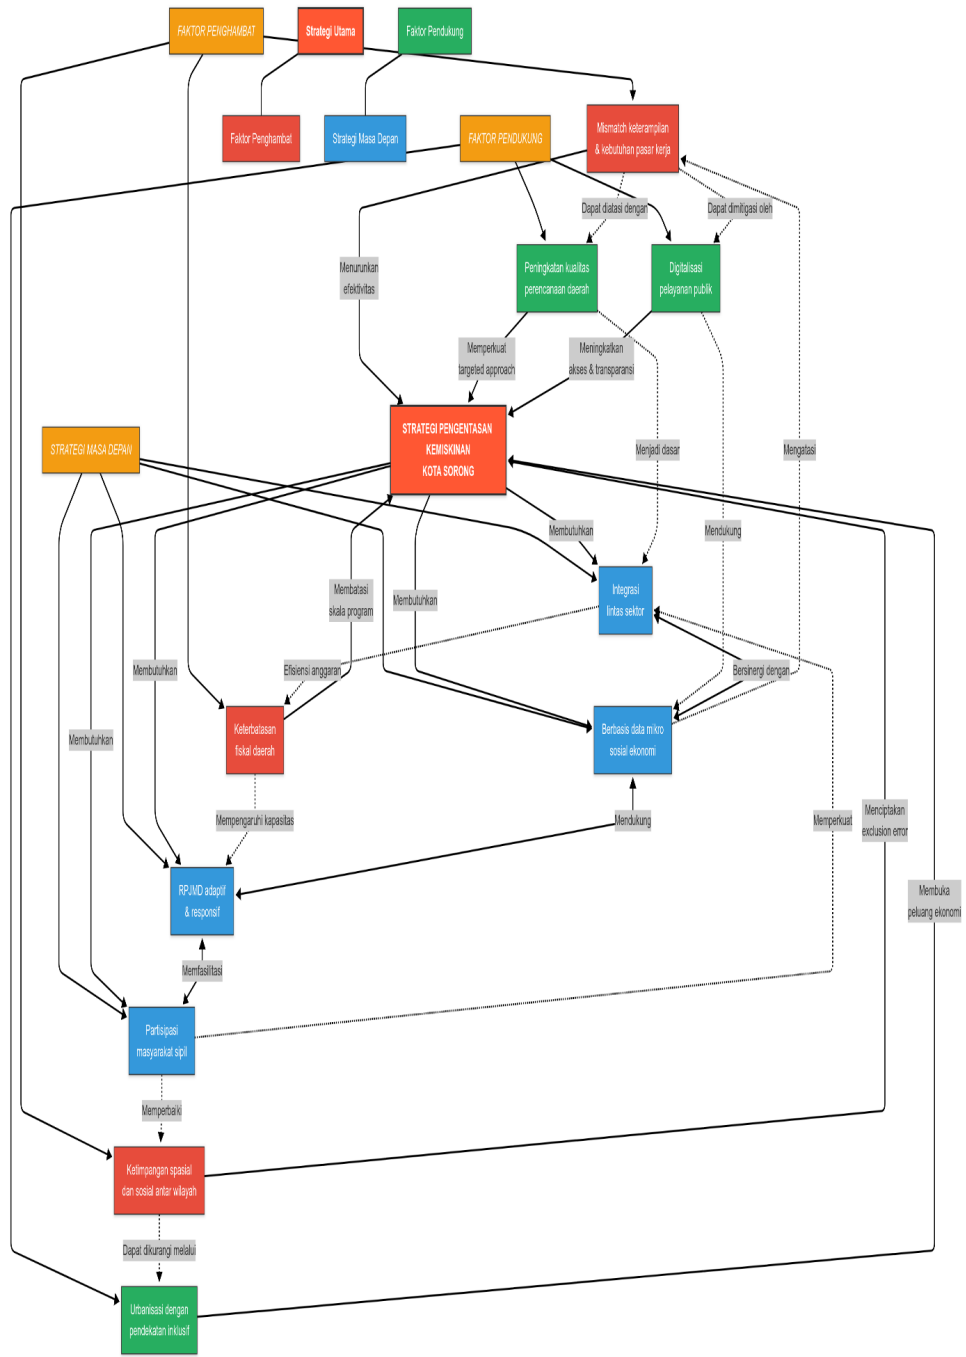 FAKTOR PENGHAMBAT
Strategi Utama
Faktor Pendukung
Faktor Penghambat
Strategi Masa Depan
FAKTOR PENDUKUNG
Mismatch keterampilan
& kebutuhan pasar kerja
Dapat diatasi dengan
Dapat dimitigasi oleh
Menurunkan
efektivitas
Peningkatan kualitas
perencanaan daerah
Digitalisasi
pelayanan publik
Memperkuat
targeted approach
Meningkatkan
akses & transparansi
STRATEGI MASA DEPAN
STRATEGI PENGENTASAN
KEMISKINAN
KOTA SORONG
Menjadi dasar
Mengatasi
Membutuhkan
Mendukung
Membatasi
skala program
Membutuhkan
Integrasi
lintas sektor
Membutuhkan
Efisiensi anggaran
Bersinergi dengan
Membutuhkan
Keterbatasan
fiskal daerah
Berbasis data mikro
sosial ekonomi
Mempengaruhi kapasitas
Mendukung
Memperkuat
Menciptakan
exclusion error
RPJMD adaptif
& responsif
Membuka
peluang ekonomi
Memfasilitasi
Partisipasi
masyarakat sipil
Memperbaiki
Ketimpangan spasial
dan sosial antar wilayah
Dapat dikurangi melalui
Urbanisasi dengan
pendekatan inklusif